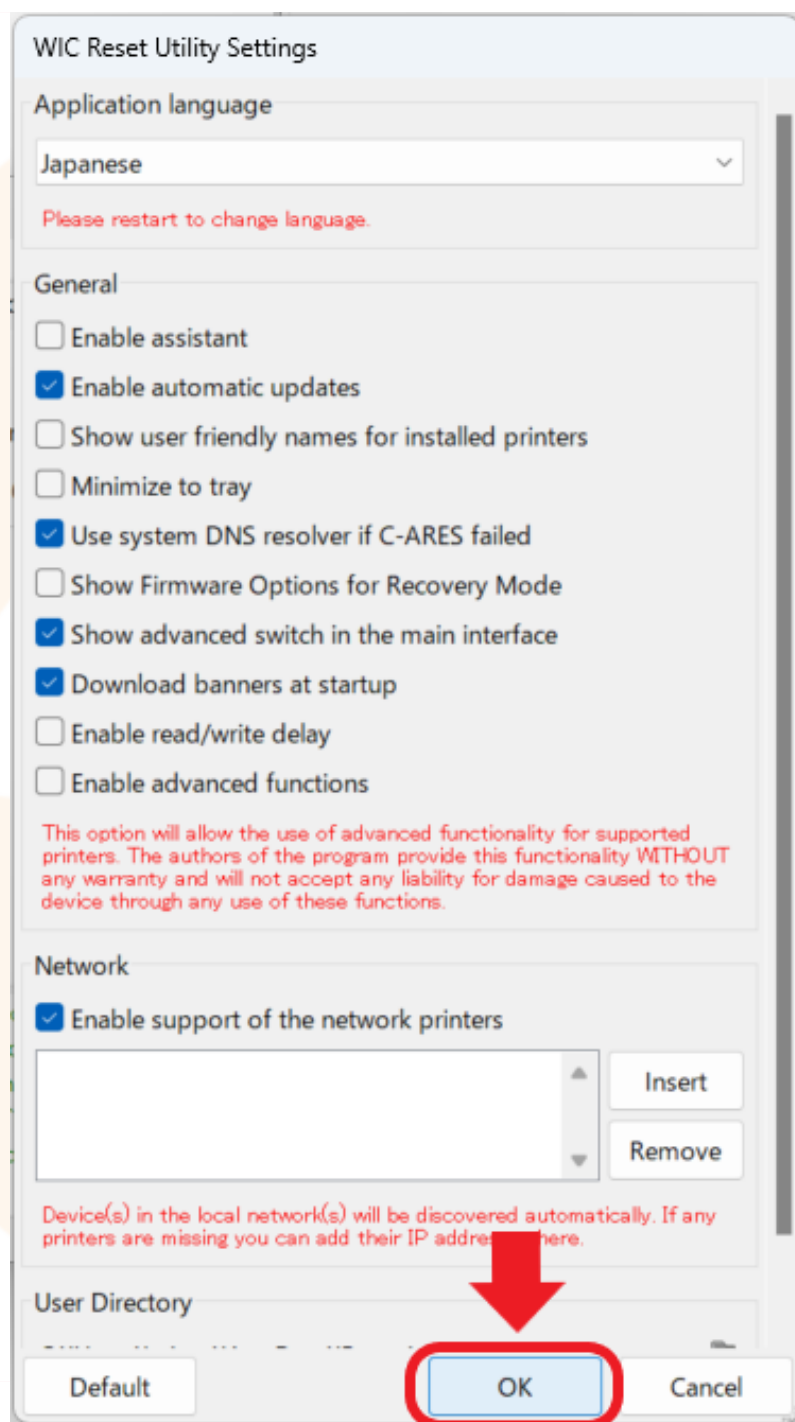 WIC Reset Utility Settings
Application language
Japanese
Please restart to change language.
General
Enable assistant
Enable automatic updates
Show user friendly names for installed printers
Minimize to tray
Use system DNS resolver if C-ARES failed
Show Firmware Options for Recovery Mode
Show advanced switch in the main interface
Download banners at startup
Enable read/write delay
Enable advanced functions
This option will allow the use of advanced functionality for supported
printers. The authors of the program provide this functionality WITHOUT
any warranty and will not accept any liability for damage caused to the
device through any use of these functions.
Network
Enable support of the network printers
Insert
Remove
Device(s) in the local network(s) will be discovered automatically. If any
printers are missing you can add their IP here.
User Directory
Default
OK
Cancel